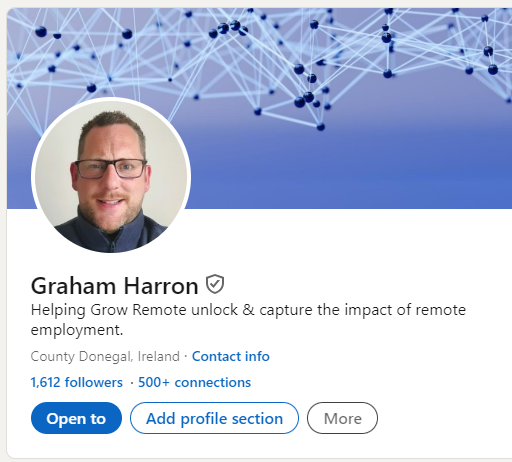 Graham Harron
Helping Grow Remote unlock & capture the impact of remote
employment.
County Donegal, Ireland · Contact info
1,612 followers · 500+ connections
Open to Add profile section More